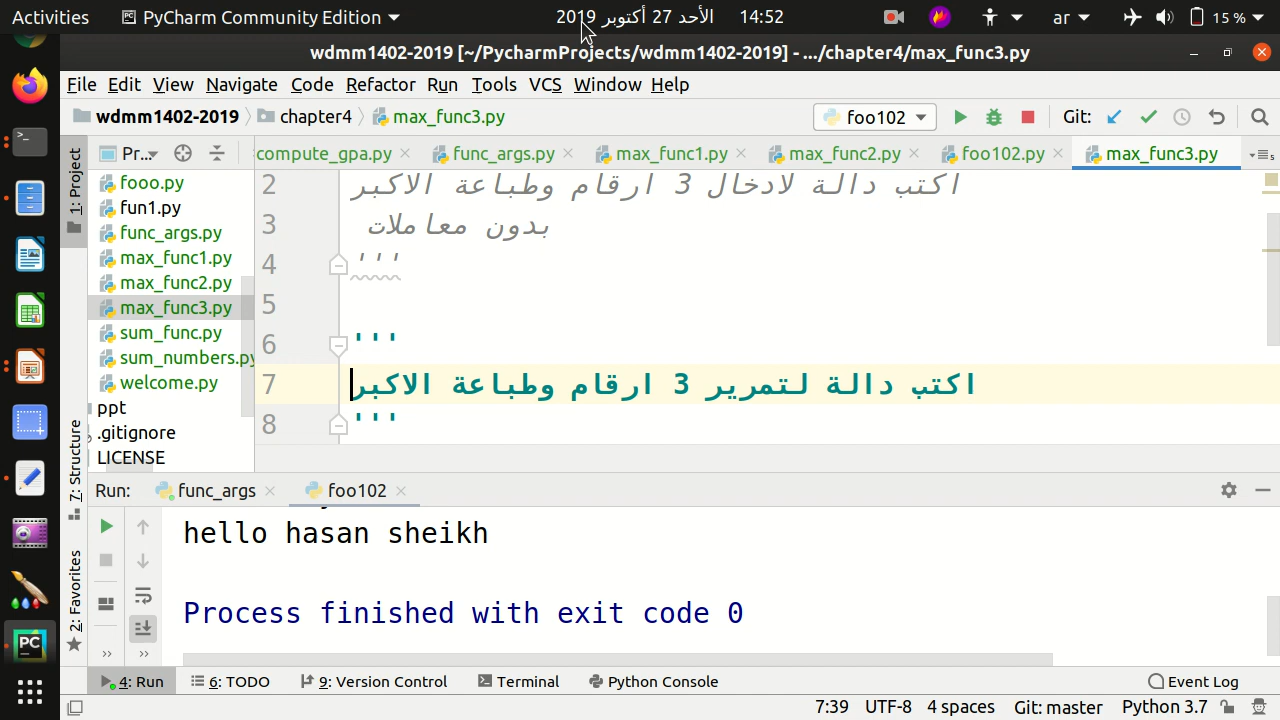 Activities PyCharm Community Edition الأحد 27 أكتوبر 2019 14:52 ar 15 %
wdmm1402-2019 [~/PycharmProjects/wdmm1402-2019] - .../chapter4/max_func3.py
File Edit View Navigate Code Refactor Run Tools VCS Window Help
wdmm1402-2019 chapter4 max_func3.py foo102 Git:
1: Project Pr... compute_gpa.py func_args.py max_func1.py max_func2.py foo102.py max_func3.py
fooo.py
fun1.py
func_args.py
max_func1.py
max_func2.py
max_func3.py
sum_func.py
sum_numbers.py
welcome.py
ppt
.gitignore
LICENSE
2 اكتب دالة لادخال 3 ارقام وطباعة الاكبر
3 بدون معاملات
4 '''
5
6 '''
7 اكتب دالة لتمرير 3 ارقام وطباعة الاكبر
8 '''
7: Structure
2: Favorites
Run: func_args foo102
hello hasan sheikh
Process finished with exit code 0
4: Run 6: TODO 9: Version Control Terminal Python Console Event Log
7:39 UTF-8 4 spaces Git: master Python 3.7